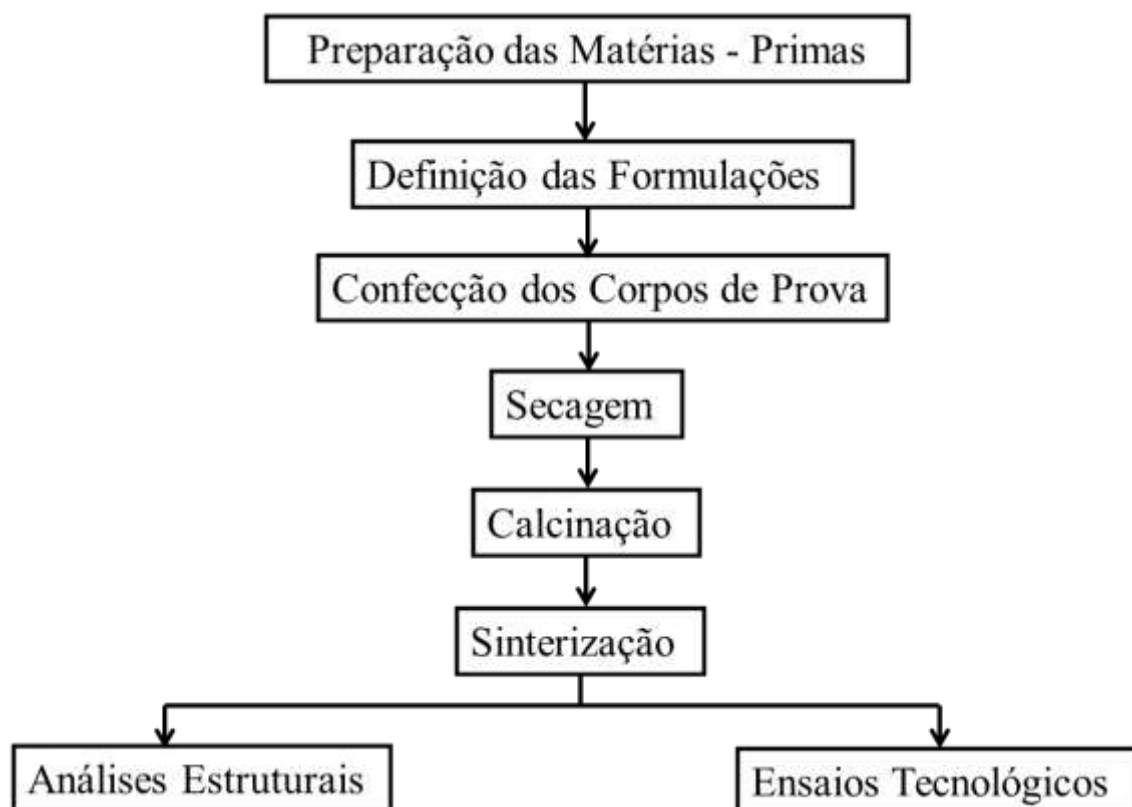 Preparação das Matérias - Primas
Definição das Formulações
Confecção dos Corpos de Prova
Secagem
Calcinação
Sinterização
Análises Estruturais
Ensaios Tecnológicos